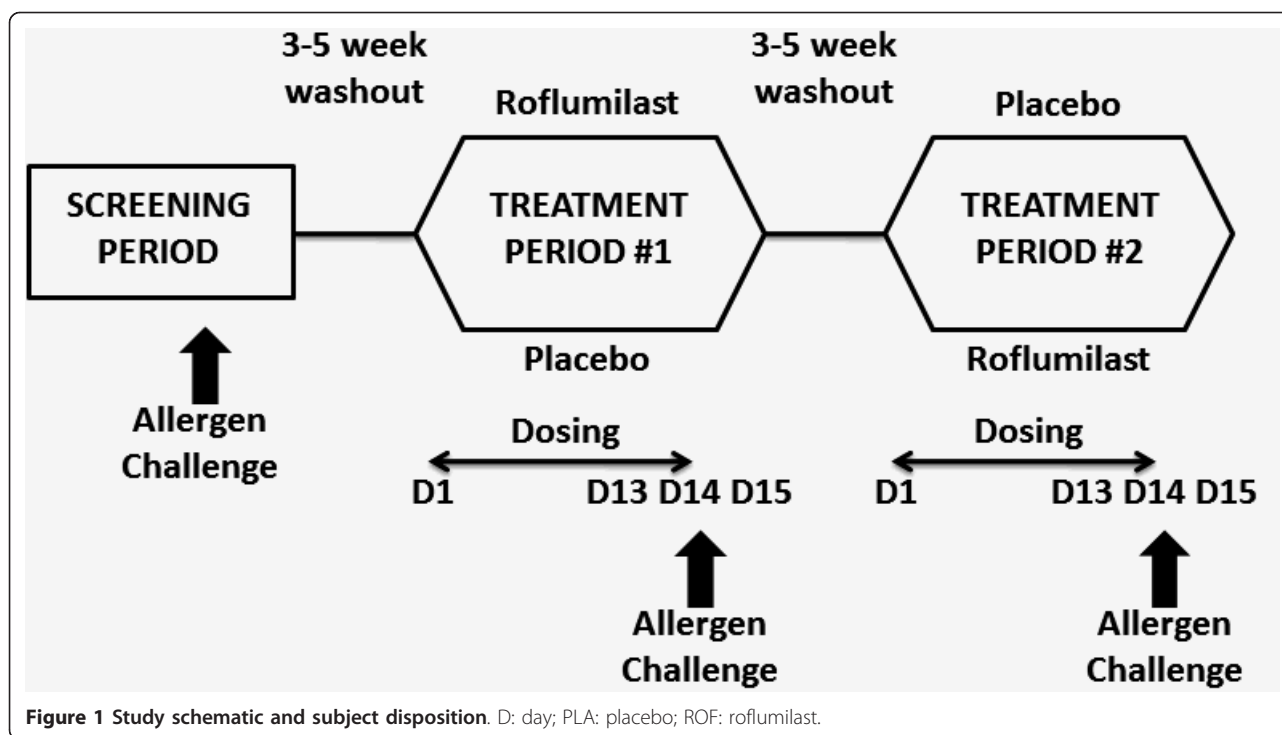 3-5 week
washout
3-5 week
washout
Roflumilast
Placebo
SCREENING
PERIOD
TREATMENT
PERIOD #1
TREATMENT
PERIOD #2
Placebo
Roflumilast
Allergen
Challenge
Dosing
Dosing
D1
D13 D14 D15
D1
D13 D14 D15
Allergen
Challenge
Allergen
Challenge
Figure 1 Study schematic and subject disposition. D: day; PLA: placebo; ROF: roflumilast.